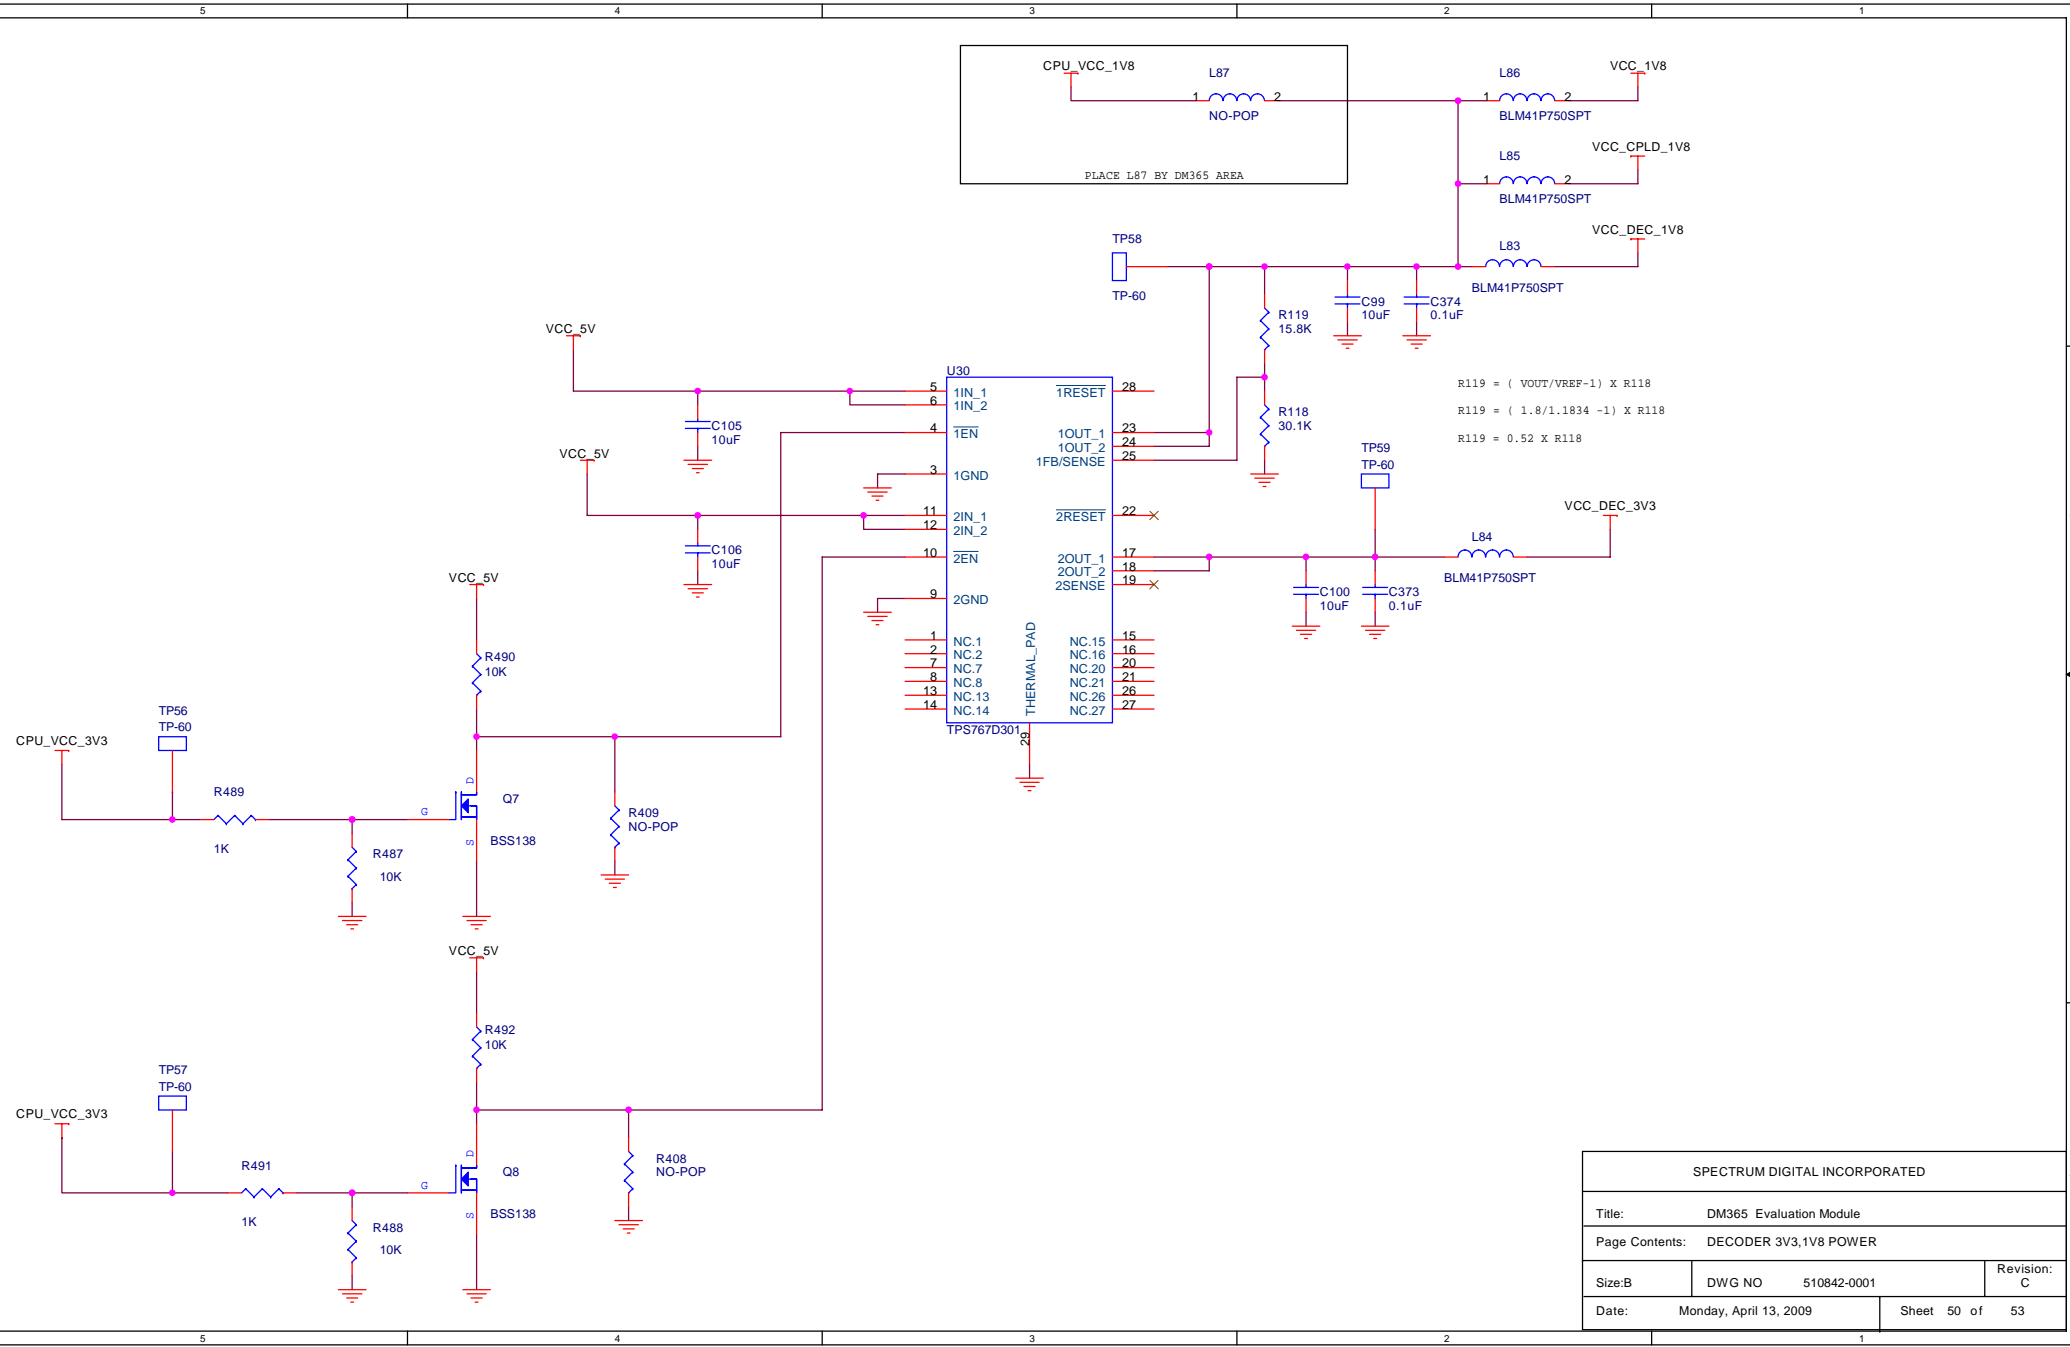 5 4 3 2 1
CPU_VCC_1V8
L87
1 2
NO-POP
PLACE L87 BY DM365 AREA
L86
VCC_1V8
1 2
BLM41P750SPT
L85
VCC_CPLD_1V8
1 2
BLM41P750SPT
L83
VCC_DEC_1V8
BLM41P750SPT
TP58
TP-60
R119
15.8K
C99
10uF
C374
0.1uF
R118
30.1K
R119 = ( VOUT/VREF-1) X R118
R119 = ( 1.8/1.1834 -1) X R118
R119 = 0.52 X R118
VCC_5V
C105
10uF
VCC_5V
C106
10uF
U30
5 1IN_1
6 1IN_2
4 1EN
3 1GND
11 2IN_1
12 2IN_2
10 2EN
9 2GND
1 NC.1
2 NC.2
7 NC.7
8 NC.8
13 NC.13
14 NC.14
1RESET 28
1OUT_1 23
1OUT_2 24
1FB/SENSE 25
2RESET 22
2OUT_1 17
2OUT_2 18
2SENSE 19
NC.15 15
NC.16 16
NC.20 20
NC.21 21
NC.26 26
NC.27 27
THERMAL_PAD
29
TPS767D301
TP59
TP-60
VCC_DEC_3V3
L84
BLM41P750SPT
C100
10uF
C373
0.1uF
VCC_5V
R490
10K
TP56
TP-60
CPU_VCC_3V3
R489
1K
R487
10K
G
D
S
Q7
BSS138
R409
NO-POP
VCC_5V
R492
10K
TP57
TP-60
CPU_VCC_3V3
R491
1K
R488
10K
G
D
S
Q8
BSS138
R408
NO-POP
SPECTRUM DIGITAL INCORPORATED
Title: DM365 Evaluation Module
Page Contents: DECODER 3V3,1V8 POWER
Size:B DWG NO 510842-0001 Revision: C
Date: Monday, April 13, 2009 Sheet 50 of 53
5 4 3 2 1